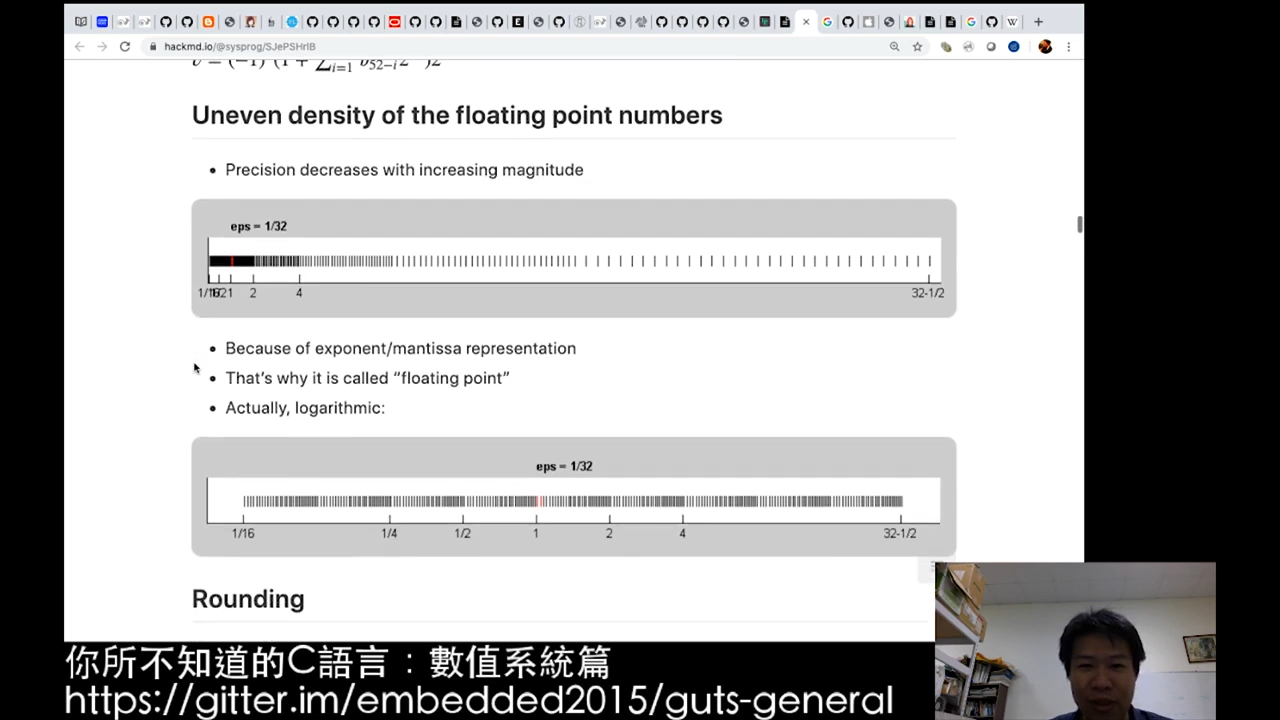 hackmd.io/@sysprog/SJePSHrlB
Uneven density of the floating point numbers
• Precision decreases with increasing magnitude
eps = 1/32
2 4 32-1/2
• Because of exponent/mantissa representation
• That's why it is called “floating point”
• Actually, logarithmic:
eps = 1/32
1/16 1/4 1/2 1 2 4 32-1/2
Rounding
你所不知道的C語言：數值系統篇
https://gitter.im/embedded2015/guts-general